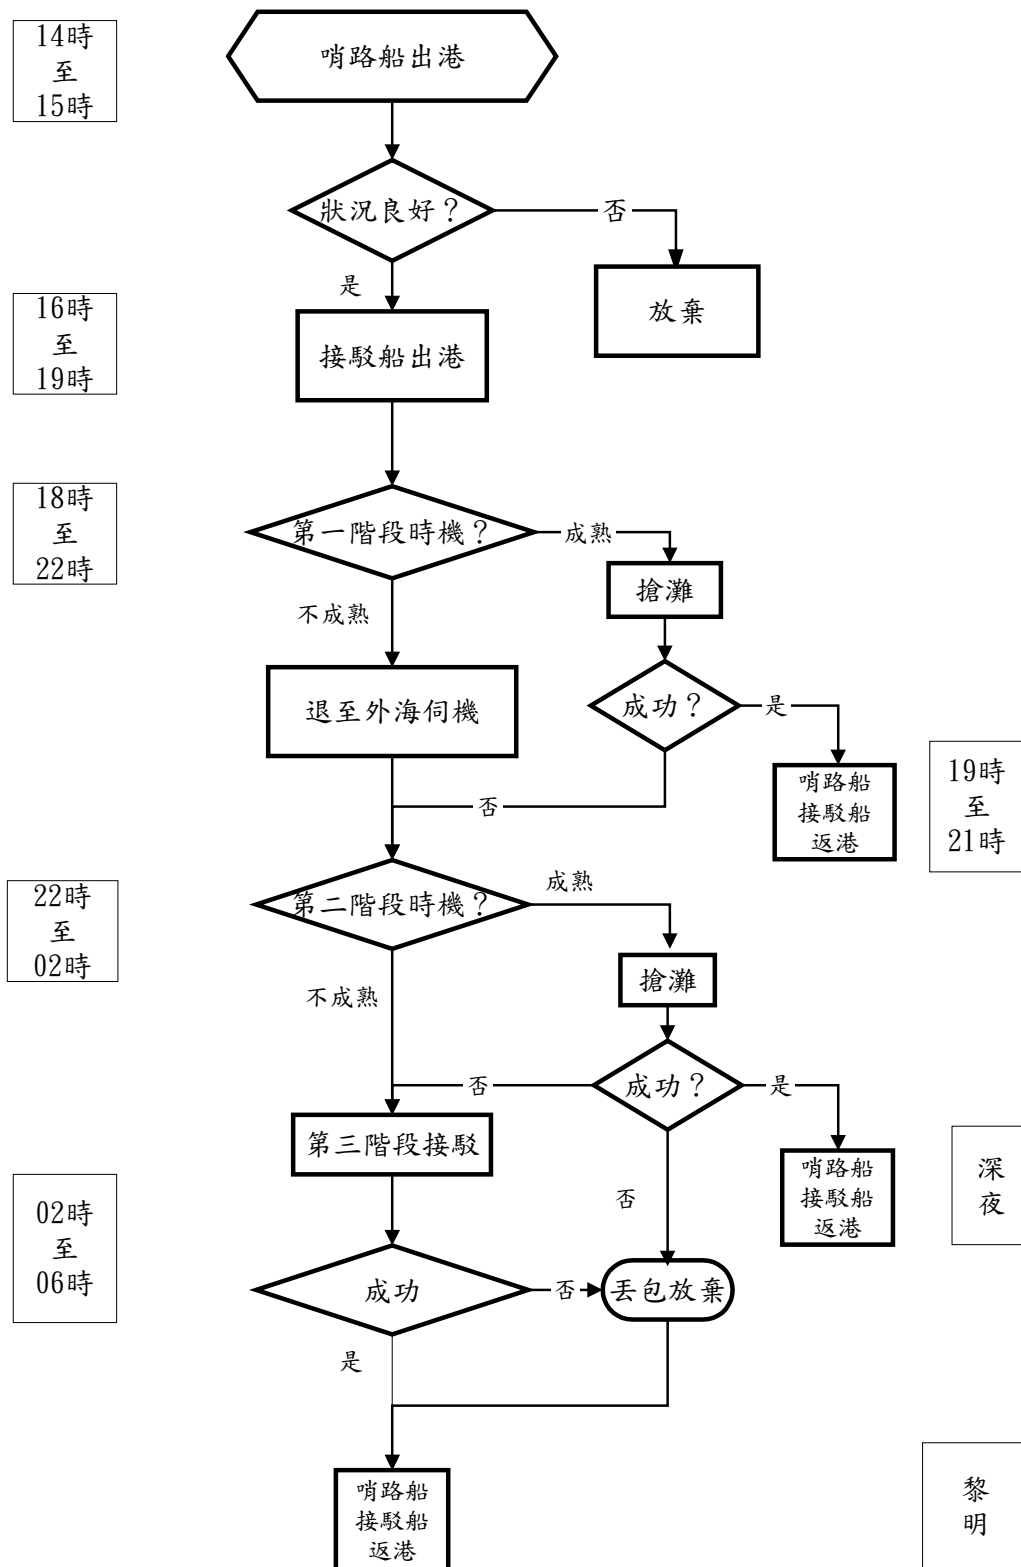 14時
至
15時
哨路船出港
狀況良好？
否
是
放棄
16時
至
19時
接駁船出港
18時
至
22時
第一階段時機？
成熟
搶灘
不成熟
退至外海伺機
成功？
是
哨路船
接駁船
返港
19時
至
21時
否
22時
至
02時
第二階段時機？
成熟
搶灘
不成熟
否
成功？
是
第三階段接駁
哨路船
接駁船
返港
深
夜
否
02時
至
06時
成功
否
丟包放棄
是
哨路船
接駁船
返港
黎
明